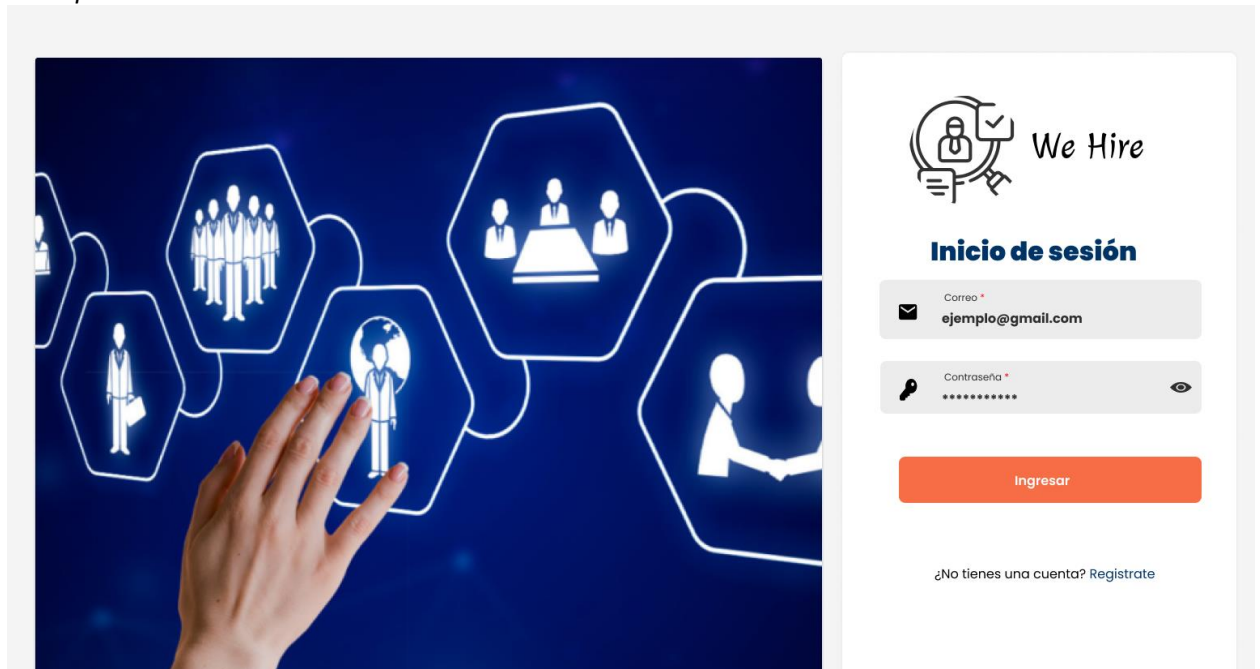 We Hire
Inicio de sesión
Correo *
ejemplo@gmail.com
Contraseña *
***********
Ingresar
¿No tienes una cuenta? Registrate